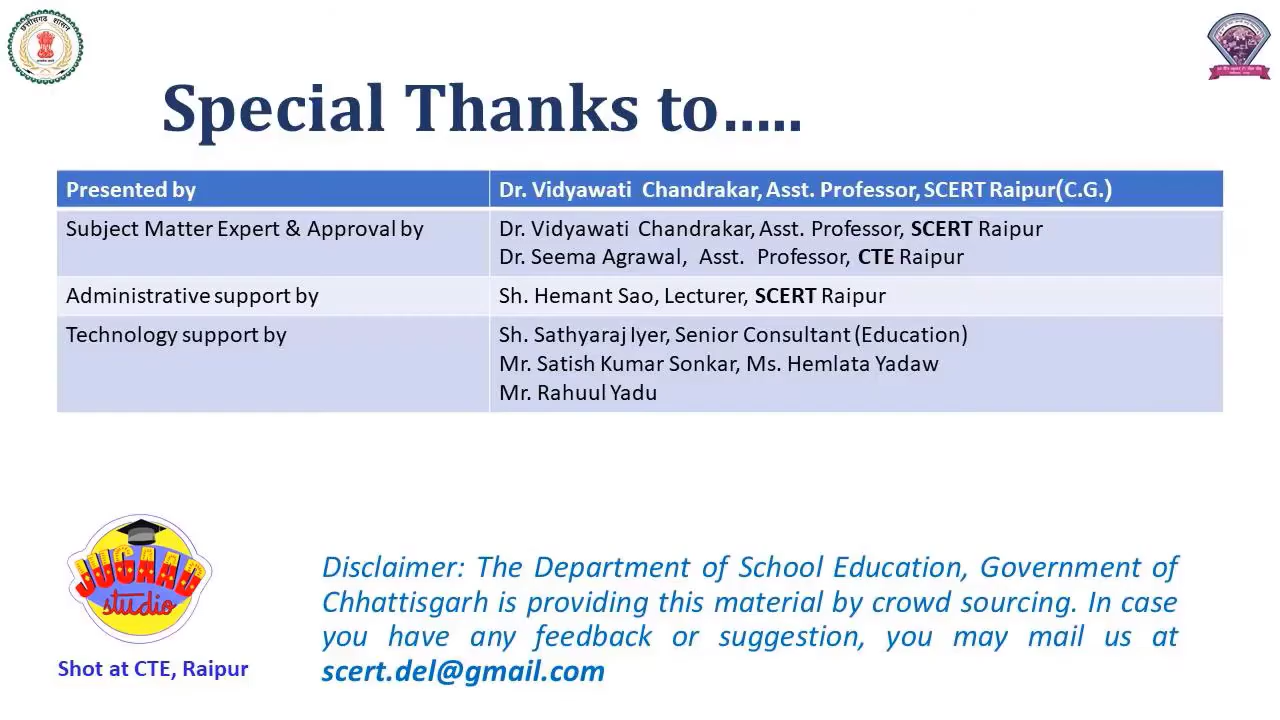 छत्तीसगढ़ शासन
Special Thanks to.....
Presented by
Dr. Vidyawati Chandrakar, Asst. Professor, SCERT Raipur(C.G.)
Subject Matter Expert & Approval by
Dr. Vidyawati Chandrakar, Asst. Professor, SCERT Raipur
Dr. Seema Agrawal, Asst. Professor, CTE Raipur
Administrative support by
Sh. Hemant Sao, Lecturer, SCERT Raipur
Technology support by
Sh. Sathyaraj Iyer, Senior Consultant (Education)
Mr. Satish Kumar Sonkar, Ms. Hemlata Yadaw
Mr. Rahuul Yadu
JUGAAD
studio
Shot at CTE, Raipur
Disclaimer: The Department of School Education, Government of
Chhattisgarh is providing this material by crowd sourcing. In case
you have any feedback or suggestion, you may mail us at
scert.del@gmail.com